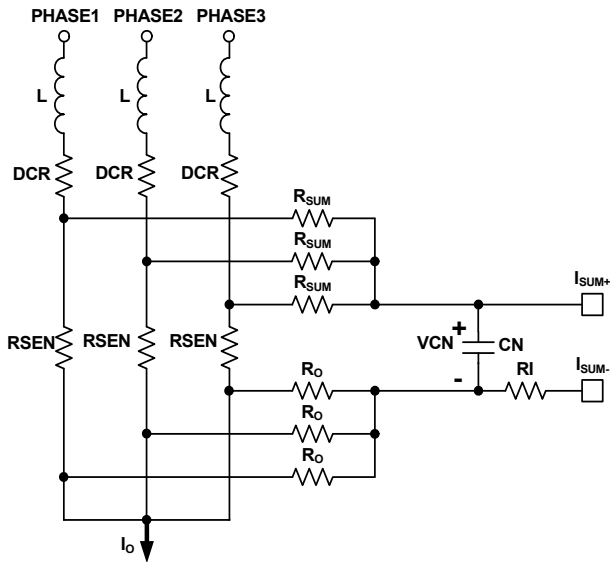 PHASE1 PHASE2 PHASE3
L L L
DCR DCR DCR
RSUM
RSUM
RSUM
ISUM+
RSEN RSEN RSEN
+
VCN CN
-
RI
ISUM-
RO
RO
RO
IO